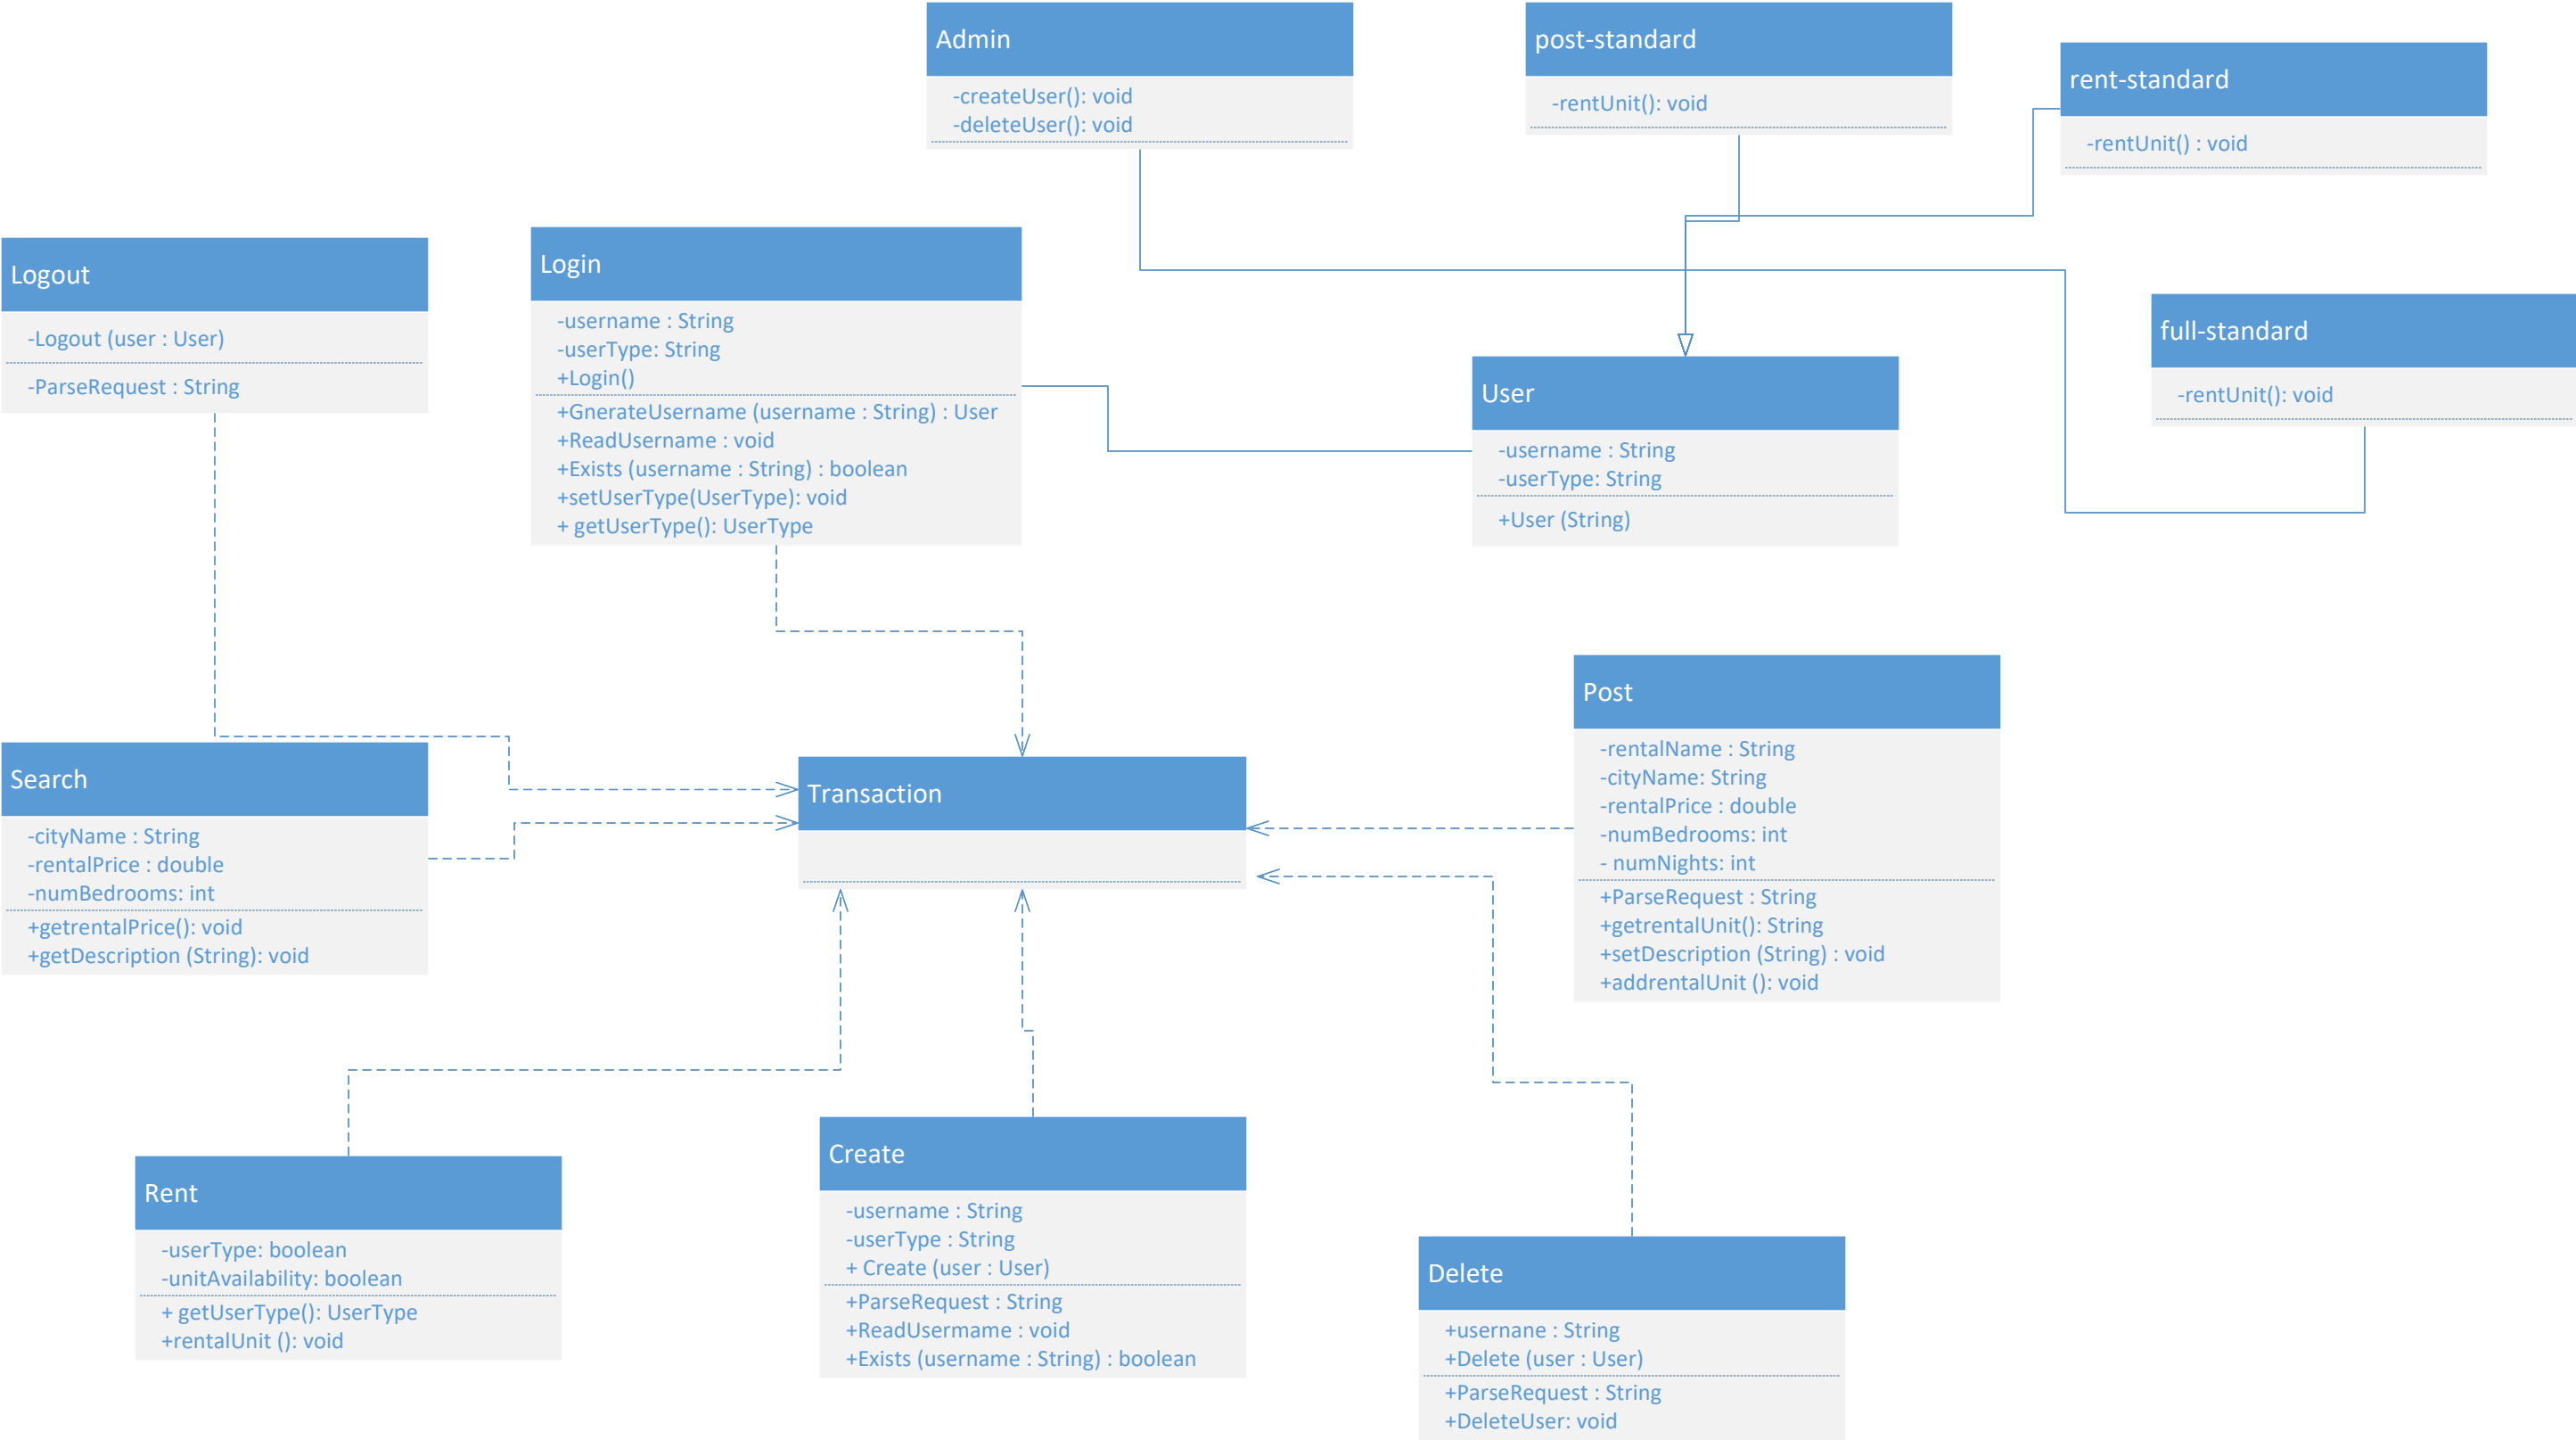 Admin
-createUser(): void
-deleteUser(): void
post-standard
-rentUnit(): void
rent-standard
-rentUnit() : void
Logout
-Logout (user : User)
-ParseRequest : String
Login
-username : String
-userType: String
+Login()
+GnerateUsername (username : String) : User
+ReadUsername : void
+Exists (username : String) : boolean
+setUserType(UserType): void
+ getUserType(): UserType
User
-username : String
-userType: String
+User (String)
full-standard
-rentUnit(): void
Search
-cityName : String
-rentalPrice : double
-numBedrooms: int
+getrentalPrice(): void
+getDescription (String): void
Transaction
Post
-rentalName : String
-cityName: String
-rentalPrice : double
-numBedrooms: int
- numNights: int
+ParseRequest : String
+getrentalUnit(): String
+setDescription (String) : void
+addrentalUnit (): void
Rent
-userType: boolean
-unitAvailability: boolean
+ getUserType(): UserType
+rentalUnit (): void
Create
-username : String
-userType : String
+ Create (user : User)
+ParseRequest : String
+ReadUsermame : void
+Exists (username : String) : boolean
Delete
+usernane : String
+Delete (user : User)
+ParseRequest : String
+DeleteUser: void